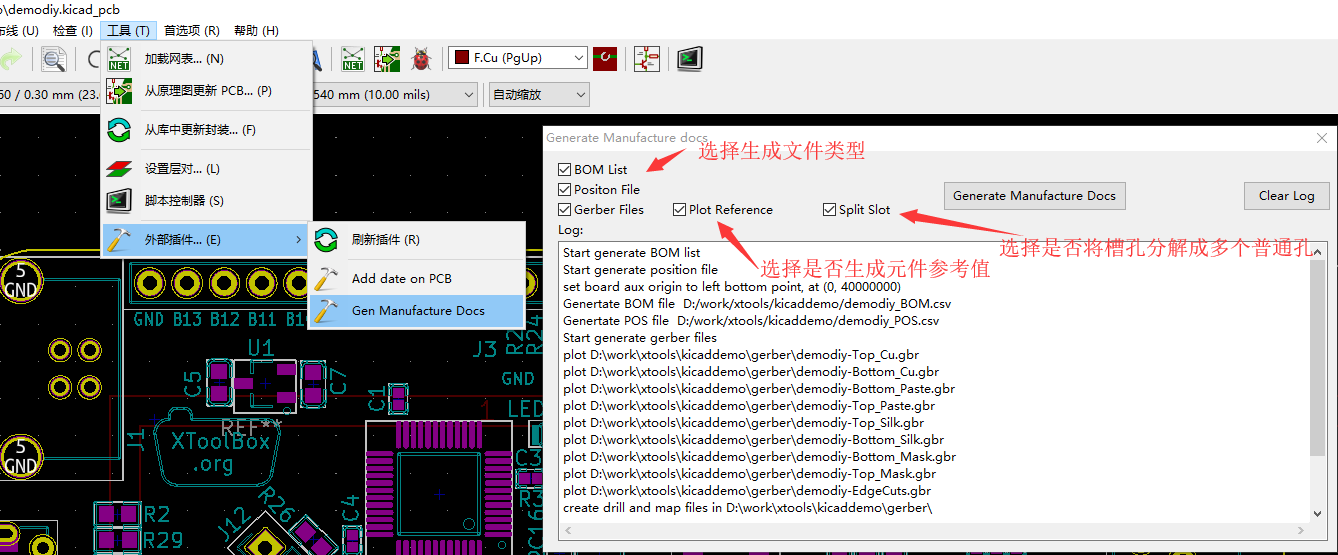 o\demodiy.kicad_pcb
布线 (U) 检查 (I) 工具 (T) 首选项 (R) 帮助 (H)
加载网表... (N)
从原理图更新 PCB... (P)
从库中更新封装... (F)
设置层对... (L)
脚本控制器 (S)
外部插件... (E)
刷新插件 (R)
Add date on PCB
Gen Manufacture Docs
NET
NET
F.Cu (PgUp)
50 / 0.30 mm (23.
540 mm (10.00 mils)
自动缩放
Generate Manufacture docs
选择生成文件类型
BOM List
Positon File
Gerber Files
Plot Reference
Split Slot
Generate Manufacture Docs
Clear Log
选择是否将槽孔分解成多个普通孔
选择是否生成元件参考值
Log:
Start generate BOM list
Start generate position file
set board aux origin to left bottom point, at (0, 40000000)
Genertate BOM file D:/work/xtools/kicaddemo/demodiy_BOM.csv
Genertate POS file D:/work/xtools/kicaddemo/demodiy_POS.csv
Start generate gerber files
plot D:\work\xtools\kicaddemo\gerber\demodiy-Top_Cu.gbr
plot D:\work\xtools\kicaddemo\gerber\demodiy-Bottom_Cu.gbr
plot D:\work\xtools\kicaddemo\gerber\demodiy-Bottom_Paste.gbr
plot D:\work\xtools\kicaddemo\gerber\demodiy-Top_Paste.gbr
plot D:\work\xtools\kicaddemo\gerber\demodiy-Top_Silk.gbr
plot D:\work\xtools\kicaddemo\gerber\demodiy-Bottom_Silk.gbr
plot D:\work\xtools\kicaddemo\gerber\demodiy-Bottom_Mask.gbr
plot D:\work\xtools\kicaddemo\gerber\demodiy-Top_Mask.gbr
plot D:\work\xtools\kicaddemo\gerber\demodiy-EdgeCuts.gbr
create drill and map files in D:\work\xtools\kicaddemo\gerber\
5
GND
GND B13 B12 B11 B1
U1
J3
R2
R24
C5
C7
GND
C1
LED
REF**
J1
XToolBox
.org
5
GND
C3
R3
R26
C4
R2
J12
R29